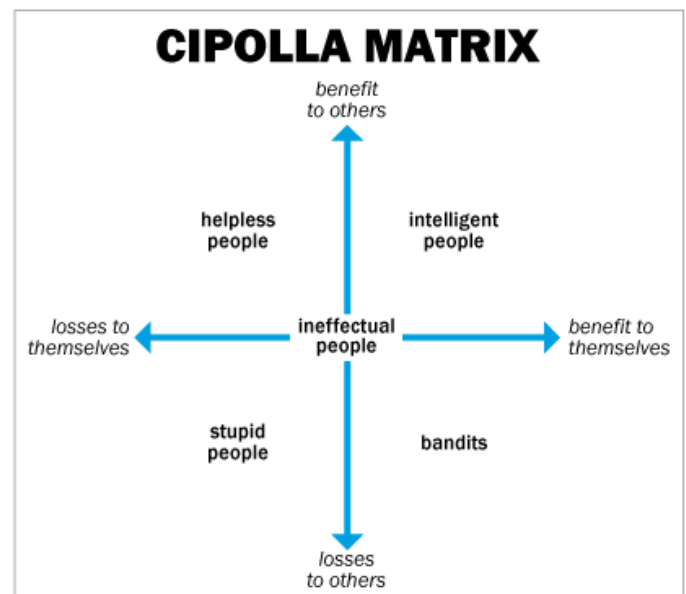 CIPOLLA MATRIX
benefit
to others
helpless
people
intelligent
people
losses to
themselves
ineffectual
people
benefit to
themselves
stupid
people
bandits
losses
to others